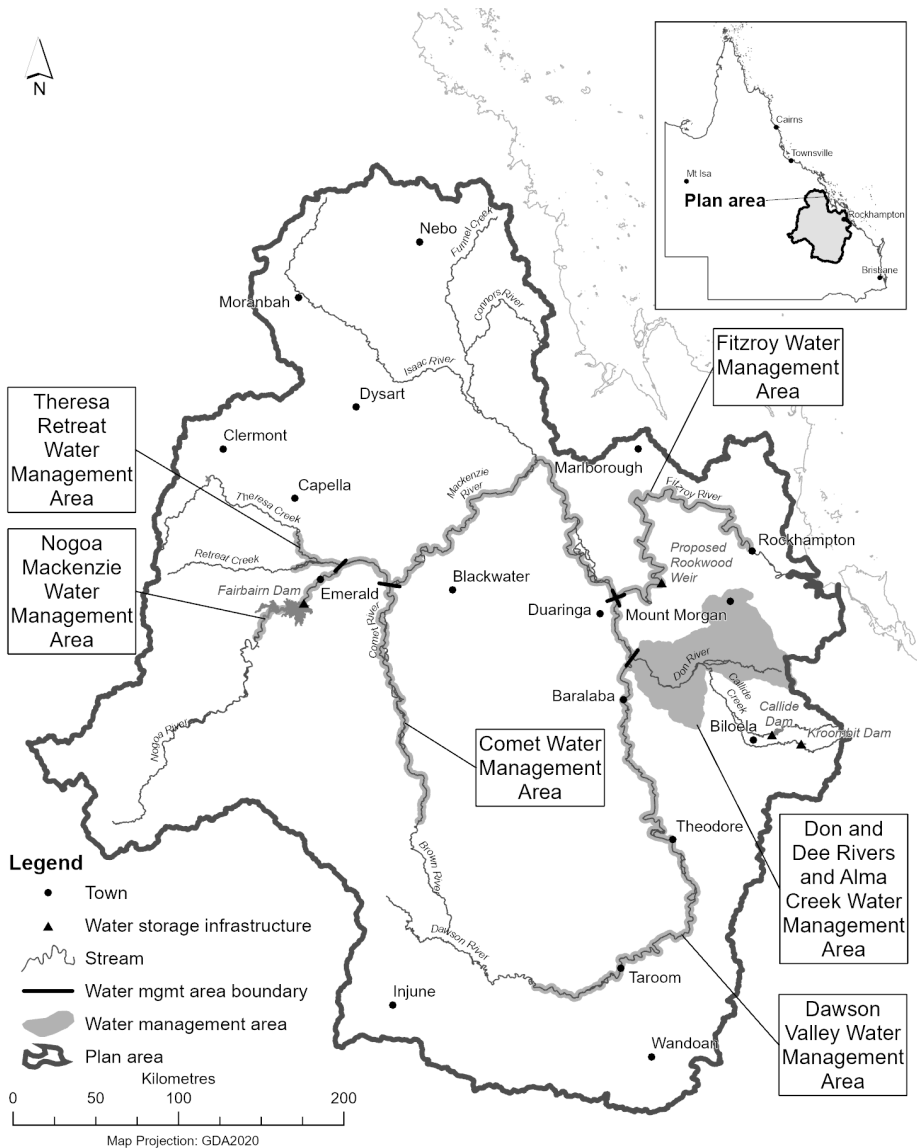 N
Cairns
Townsville
Mt Isa
Plan area
Rockhampton
Brisbane
Nebo
Funnel Creek
Moranbah
Connors River
Isaac River
Fitzroy Water
Management
Area
Dysart
Theresa
Retreat
Water
Management
Area
Clermont
Marlborough
Capella
Mackenzie
River
Fitzroy River
Theresa Creek
Nogoa
Mackenzie
Water
Management
Area
Retreat Creek
Rockhampton
Proposed
Rookwood
Weir
Fairbairn Dam
Emerald
Blackwater
Duaringa
Mount Morgan
Comet River
Don River
Baralaba
Callide
Creek
Callide
Dam
Biloela
Kroombit Dam
Nogoa River
Comet Water
Management
Area
Theodore
Don and
Dee Rivers
and Alma
Creek Water
Management
Area
Brown River
Dawson River
Taroom
Injune
Dawson
Valley Water
Management
Area
Wandoan
Legend
Town
Water storage infrastructure
Stream
Water mgmt area boundary
Water management area
Plan area
Kilometres
0 50 100 200
Map Projection: GDA2020